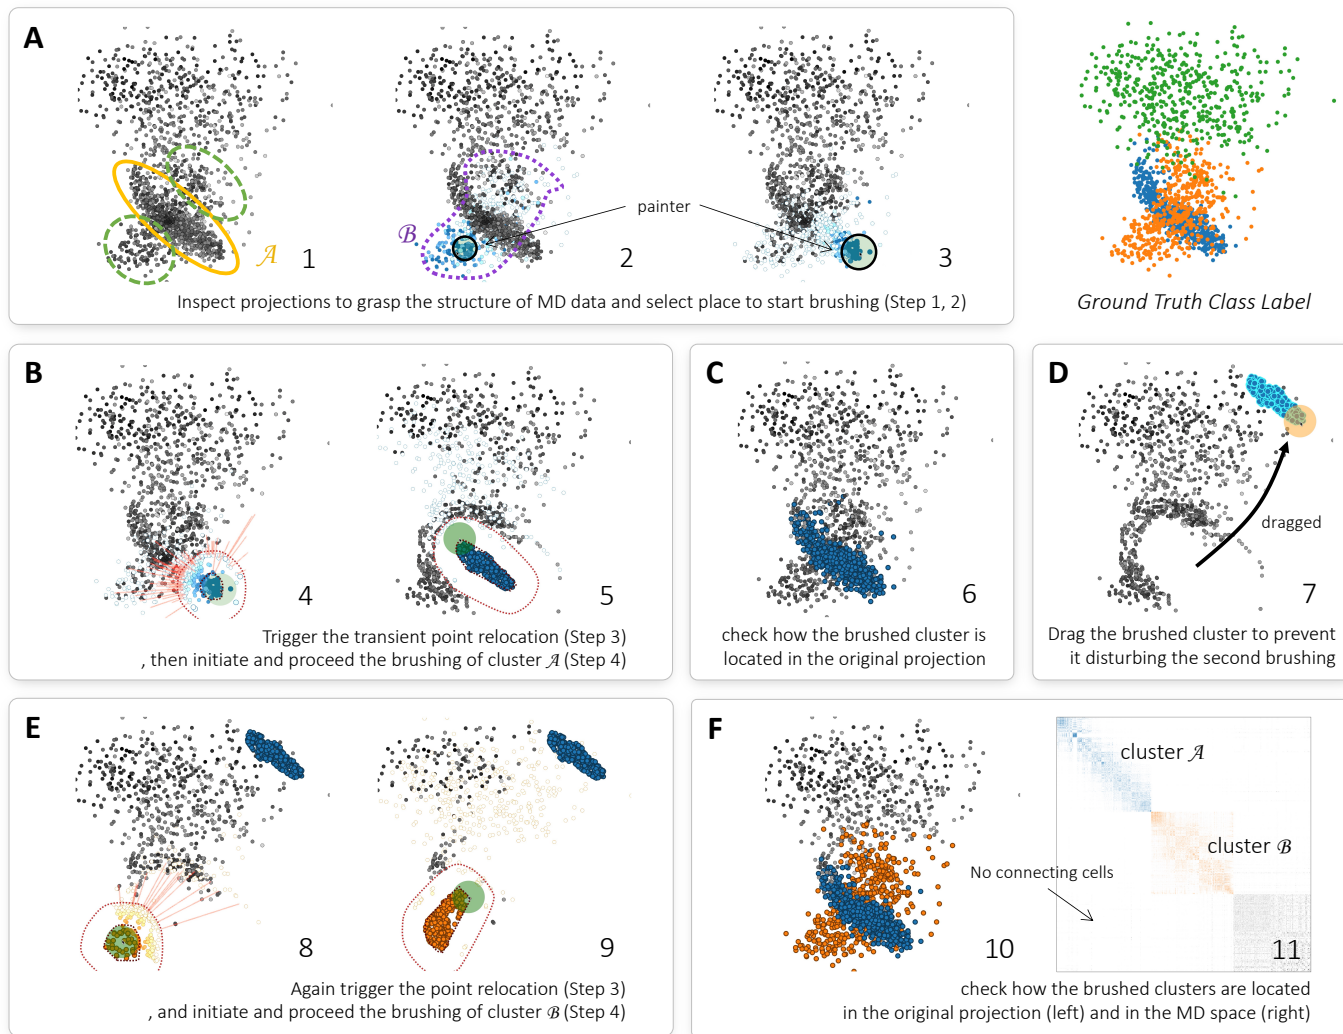 A
𝒜
1
ℬ
2
painter
3
Inspect projections to grasp the structure of MD data and select place to start brushing (Step 1, 2)
Ground Truth Class Label
B
4
5
Trigger the transient point relocation (Step 3)
, then initiate and proceed the brushing of cluster 𝒜 (Step 4)
C
6
check how the brushed cluster is
located in the original projection
D
dragged
7
Drag the brushed cluster to prevent
it disturbing the second brushing
E
8
9
Again trigger the point relocation (Step 3)
, and initiate and proceed the brushing of cluster ℬ (Step 4)
F
10
cluster 𝒜
cluster ℬ
No connecting cells
11
check how the brushed clusters are located
in the original projection (left) and in the MD space (right)